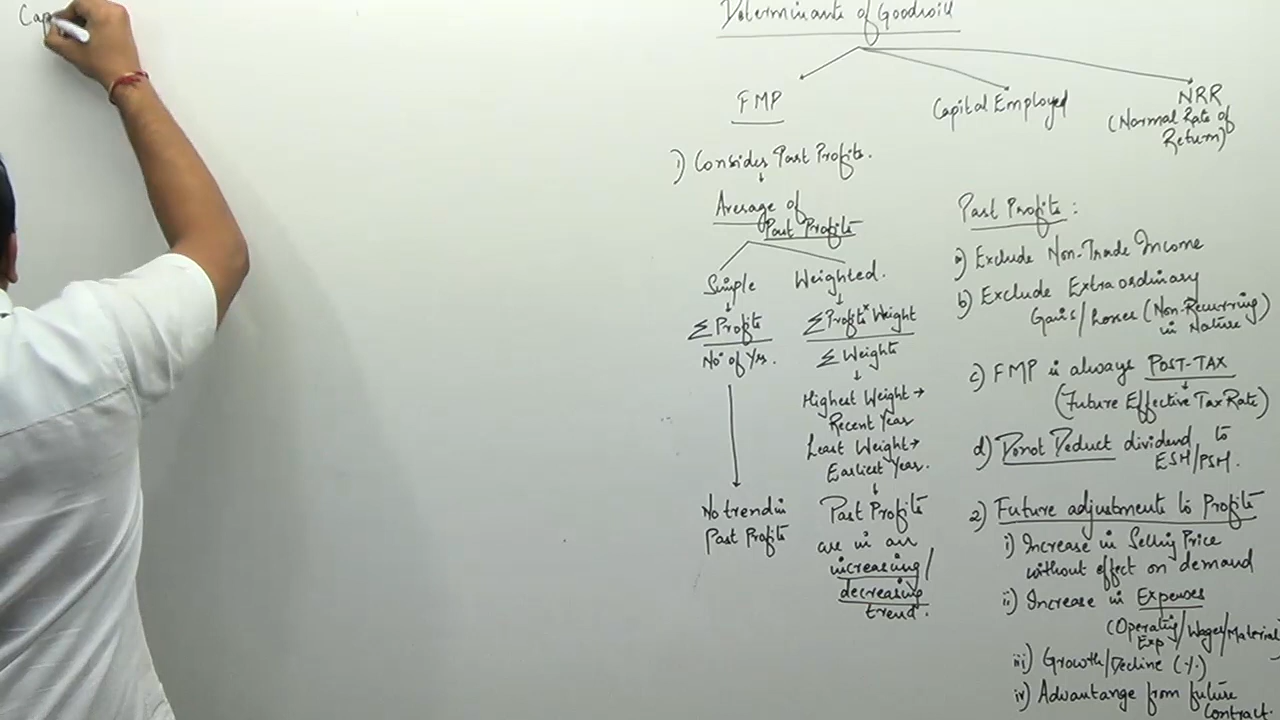 Cap
Determinants of Goodwill
FMP
Capital Employed
NRR
(Normal Rate of
Return)
1) Consider Past Profits.
Average of
Past Profits
Simple
Weighted.
Σ Profits
No. of Yrs.
Σ Profits * Weight
Σ Weight
Highest Weight →
Recent Year
Least Weight →
Earliest Year.
No trend in
Past Profits
Past Profits
are in an
increasing/
decreasing
trend.
Past Profits :
a) Exclude Non-Trade Income
b) Exclude Extraordinary
Gains/Losses (Non-Recurring)
in Nature
c) FMP is always POST-TAX
(Future Effective Tax Rate)
d) Donot Deduct dividend to
ESH/PSH.
2) Future adjustments to Profits
i) Increase in Selling Price
without effect on demand
ii) Increase in Expenses
(Operating/Wages/Material
Exp
iii) Growth/Decline (%)
iv) Advantange from future
Contract.